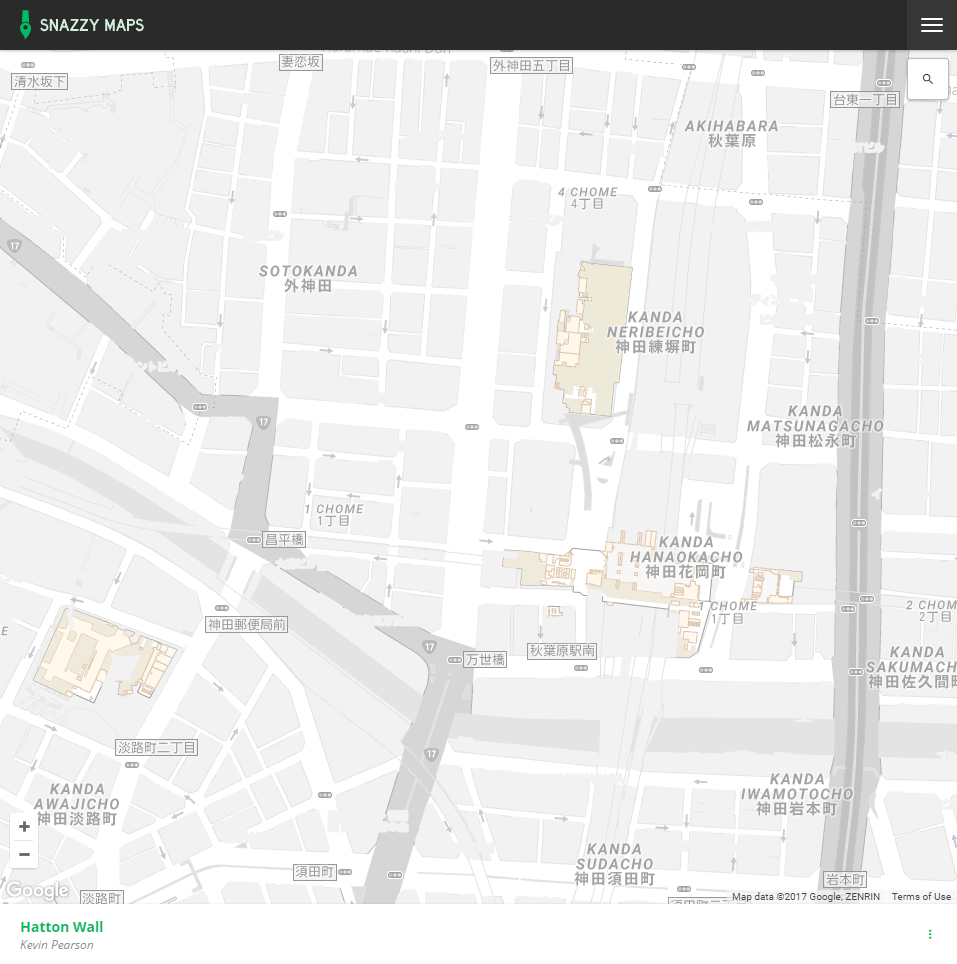 SNAZZY MAPS
妻恋坂
外神田五丁目
清水坂下
台東一丁目
AKIHABARA
秋葉原
4 CHOME
4丁目
17
SOTOKANDA
外神田
KANDA
NERIBEICHO
神田練塀町
KANDA
MATSUNAGACHO
神田松永町
17
1 CHOME
1丁目
昌平橋
KANDA
HANAOKACHO
神田花岡町
1 CHOME
1丁目
2 CHOM
2丁目
神田郵便局前
E
17
万世橋
秋葉原駅南
KANDA
SAKUMACH
神田佐久間町
淡路町二丁目
17
KANDA
AWAJICHO
神田淡路町
KANDA
IWAMOTOCHO
神田岩本町
+
−
KANDA
SUDACHO
神田須田町
須田町
岩本町
Google
淡路町
Map data ©2017 Google, ZENRIN
Terms of Use
Hatton Wall
Kevin Pearson